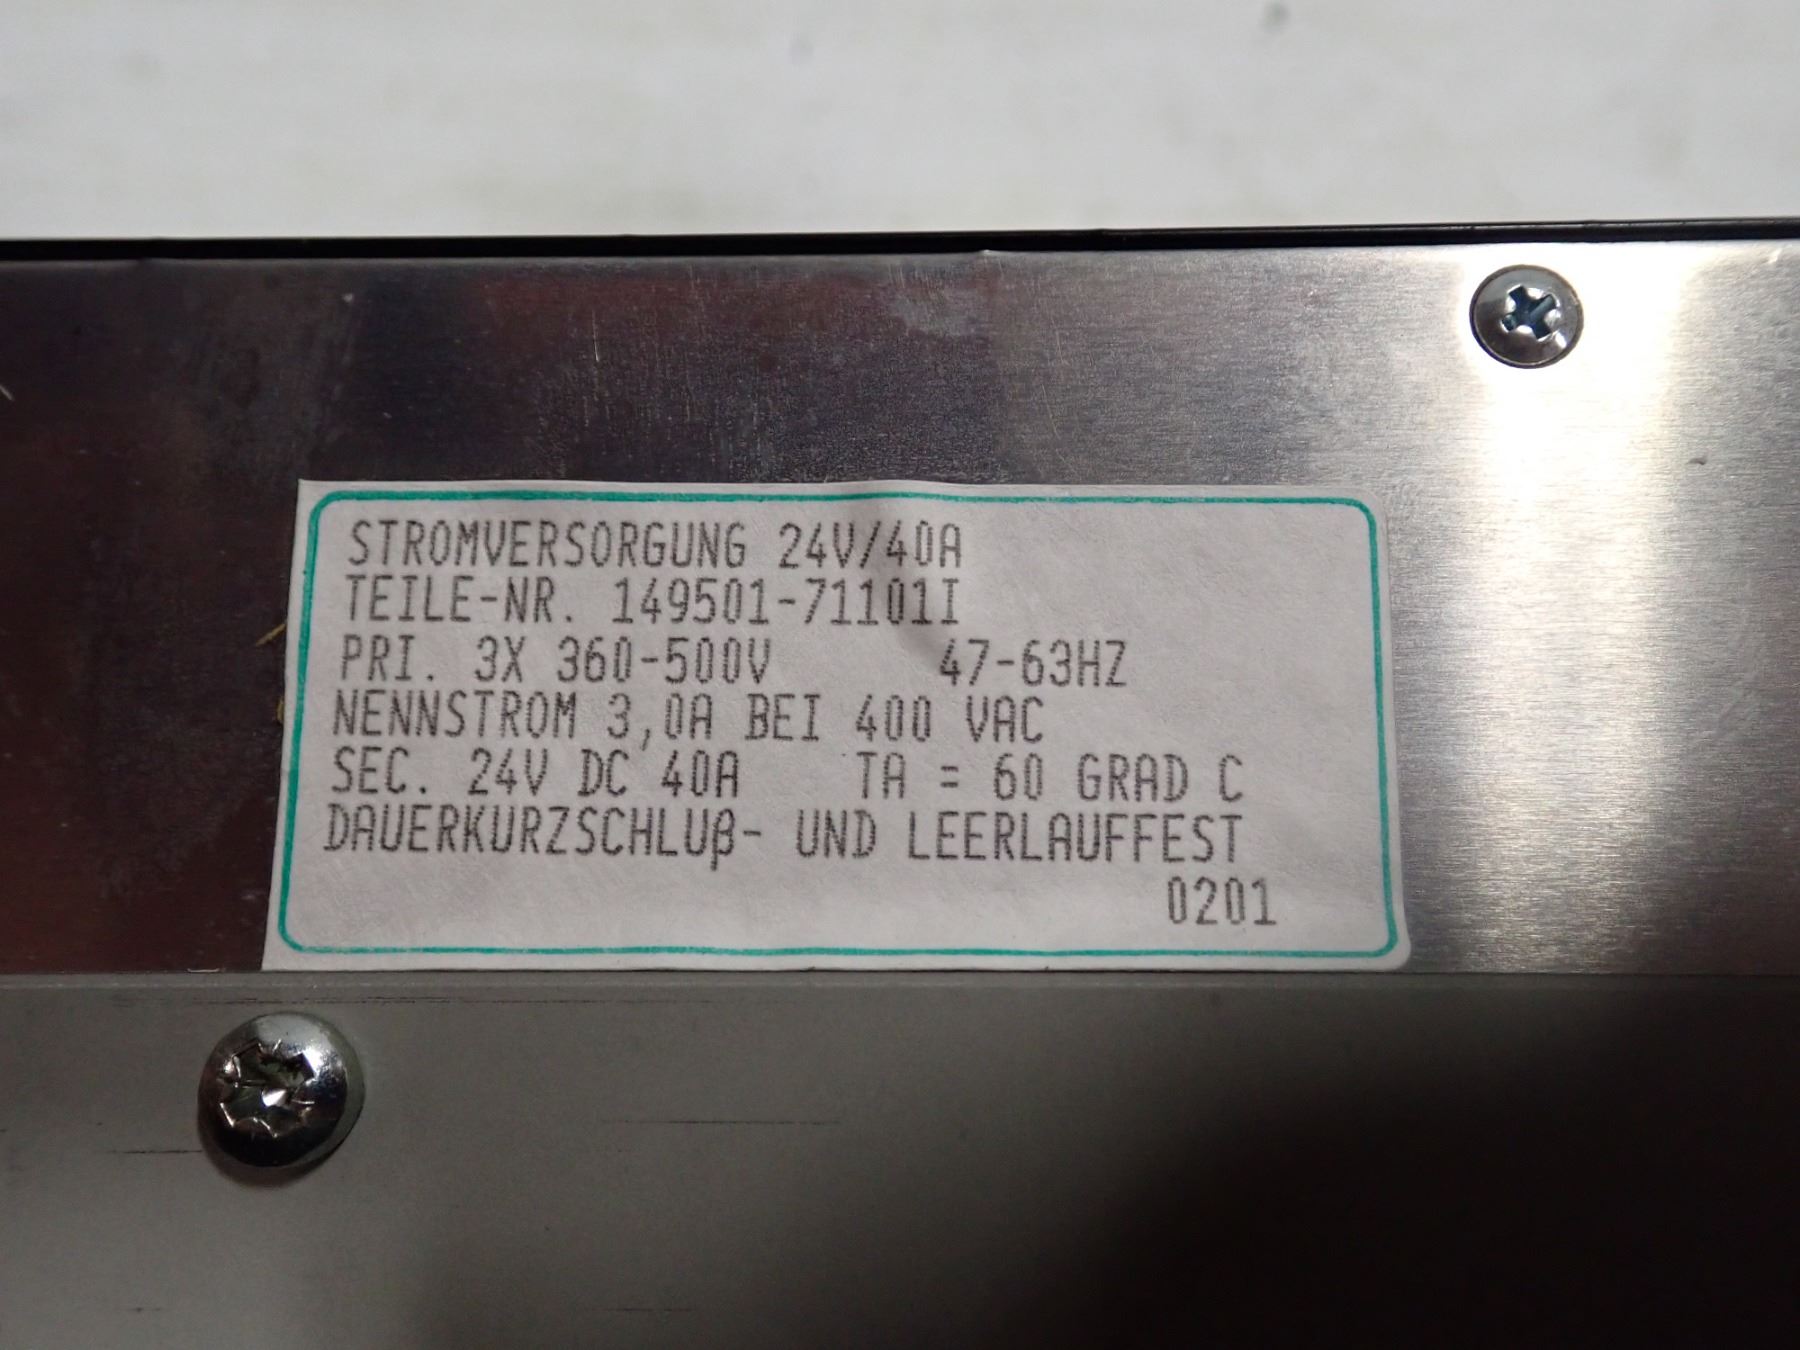 STROMVERSORGUNG 24V/40A
TEILE-NR. 149501-71101I
PRI. 3X 360-500V 47-63HZ
NENNSTROM 3,0A BEI 400 VAC
SEC. 24V DC 40A TA = 60 GRAD C
DAUERKURZSCHLUß- UND LEERLAUFFEST
0201